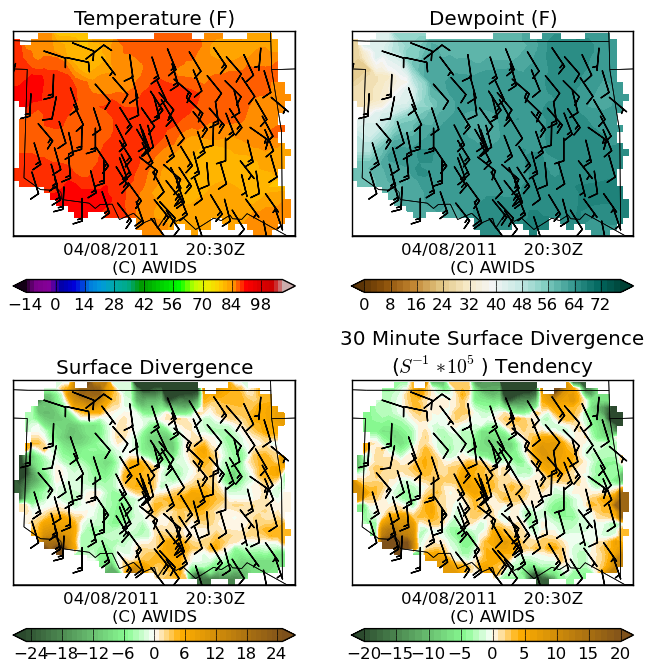 Temperature (F)
Dewpoint (F)
04/08/2011 20:30Z
(C) AWIDS
04/08/2011 20:30Z
(C) AWIDS
−14 0 14 28 42 56 70 84 98
0 8 16 24 32 40 48 56 64 72
30 Minute Surface Divergence
Surface Divergence
(S⁻¹ *10⁵ ) Tendency
04/08/2011 20:30Z
(C) AWIDS
04/08/2011 20:30Z
(C) AWIDS
−24 −18 −12 −6 0 6 12 18 24
−20 −15 −10 −5 0 5 10 15 20